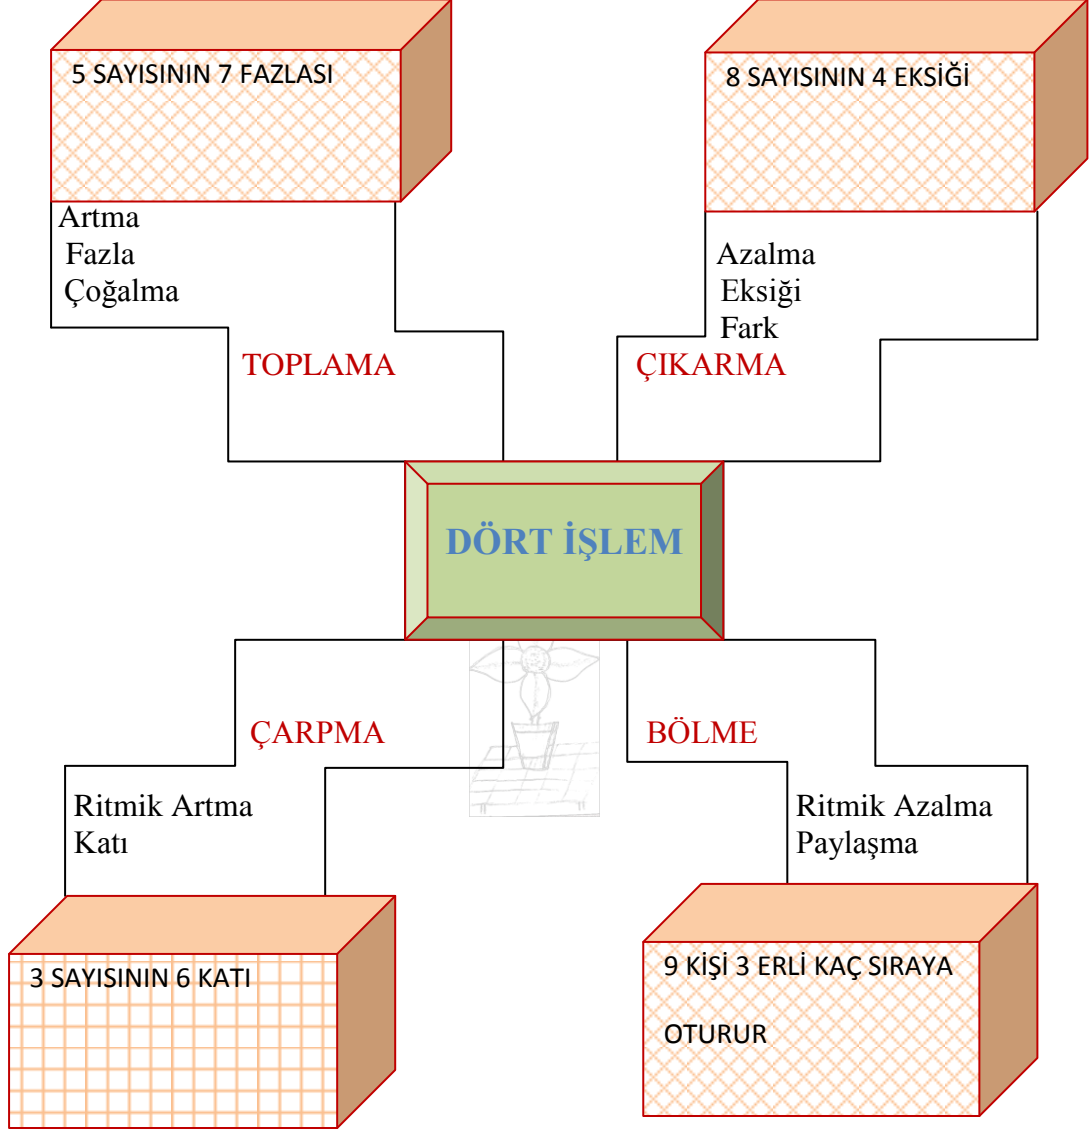 5 SAYISININ 7 FAZLASI
8 SAYISININ 4 EKSİĞİ
Artma
Fazla
Çoğalma
Azalma
Eksiği
Fark
TOPLAMA
ÇIKARMA
DÖRT İŞLEM
ÇARPMA
BÖLME
Ritmik Artma
Katı
Ritmik Azalma
Paylaşma
3 SAYISININ 6 KATI
9 KİŞİ 3 ERLİ KAÇ SIRAYA
OTURUR